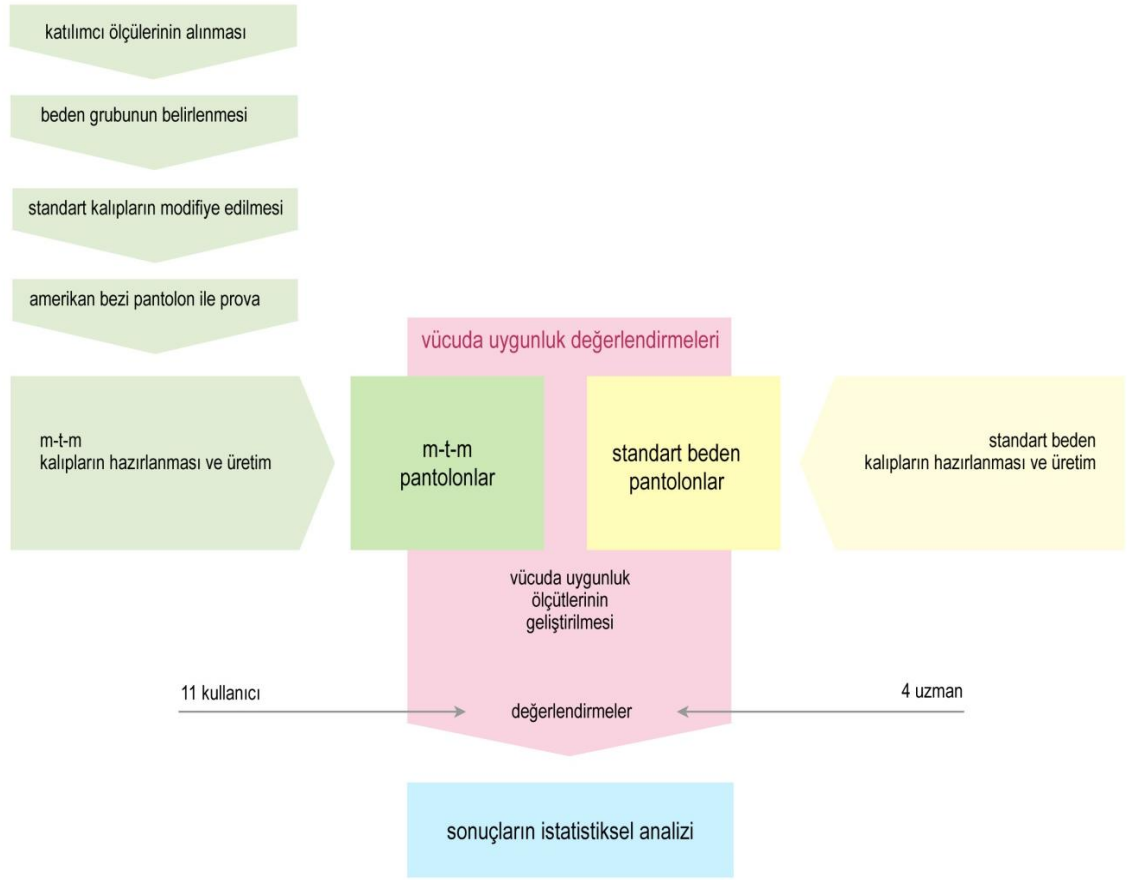 katılımcı ölçülerinin alınması
beden grubunun belirlenmesi
standart kalıpların modifiye edilmesi
amerikan bezi pantolon ile prova
vücuda uygunluk değerlendirmeleri
m-t-m
kalıpların hazırlanması ve üretim
m-t-m
pantolonlar
standart beden
pantolonlar
standart beden
kalıpların hazırlanması ve üretim
vücuda uygunluk
ölçütlerinin
geliştirilmesi
11 kullanıcı
değerlendirmeler
4 uzman
sonuçların istatistiksel analizi